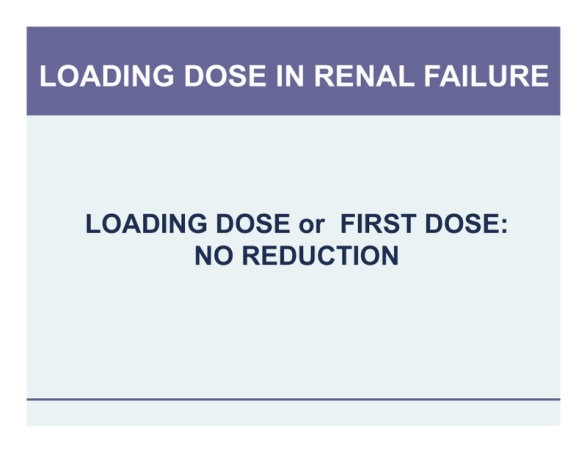 LOADING DOSE IN RENAL FAILURE
LOADING DOSE or FIRST DOSE:
NO REDUCTION